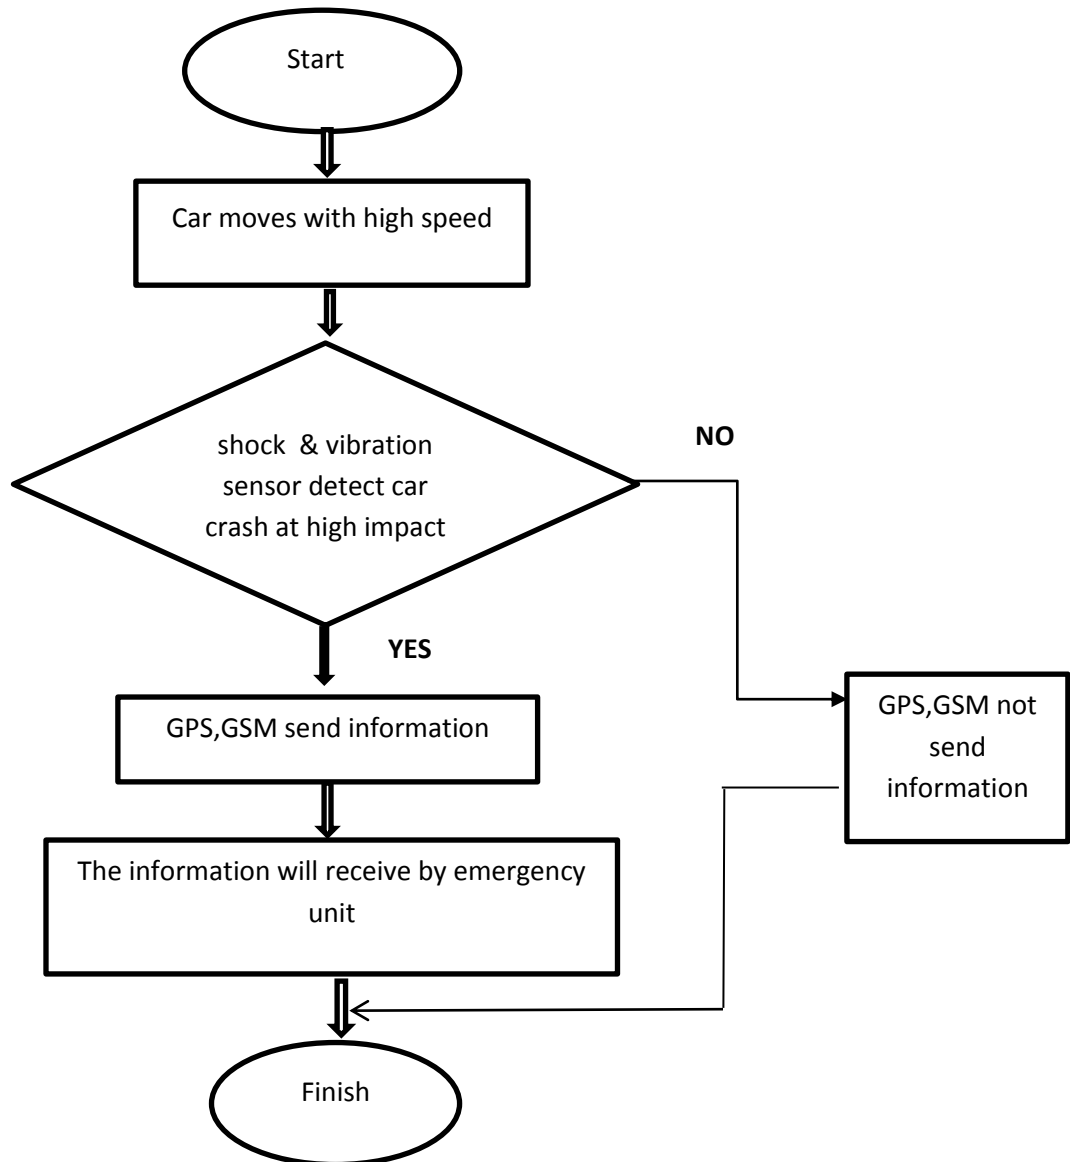 Start
Car moves with high speed
shock & vibration
sensor detect car
crash at high impact
NO
YES
GPS,GSM send information
GPS,GSM not
send
information
The information will receive by emergency
unit
Finish